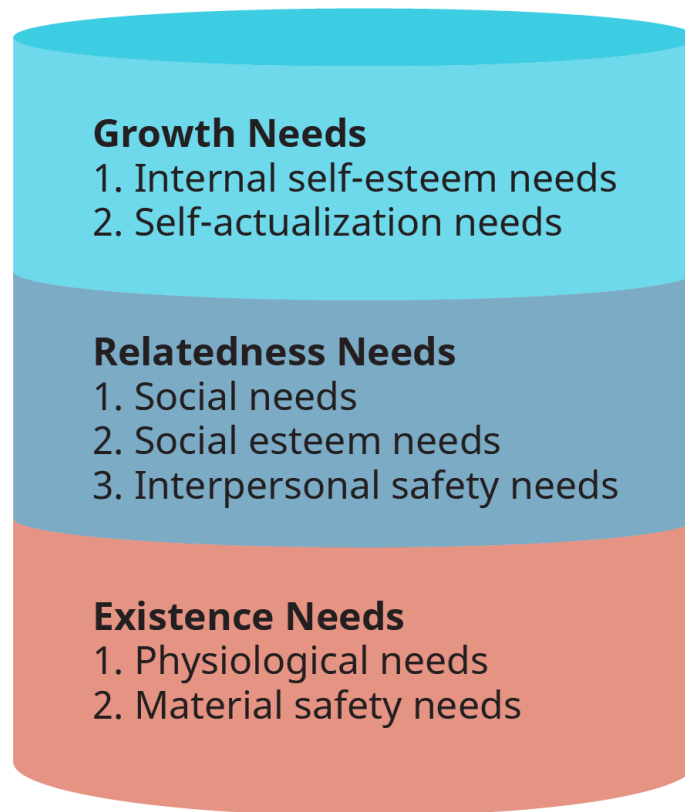 Growth Needs
1. Internal self-esteem needs
2. Self-actualization needs
Relatedness Needs
1. Social needs
2. Social esteem needs
3. Interpersonal safety needs
Existence Needs
1. Physiological needs
2. Material safety needs